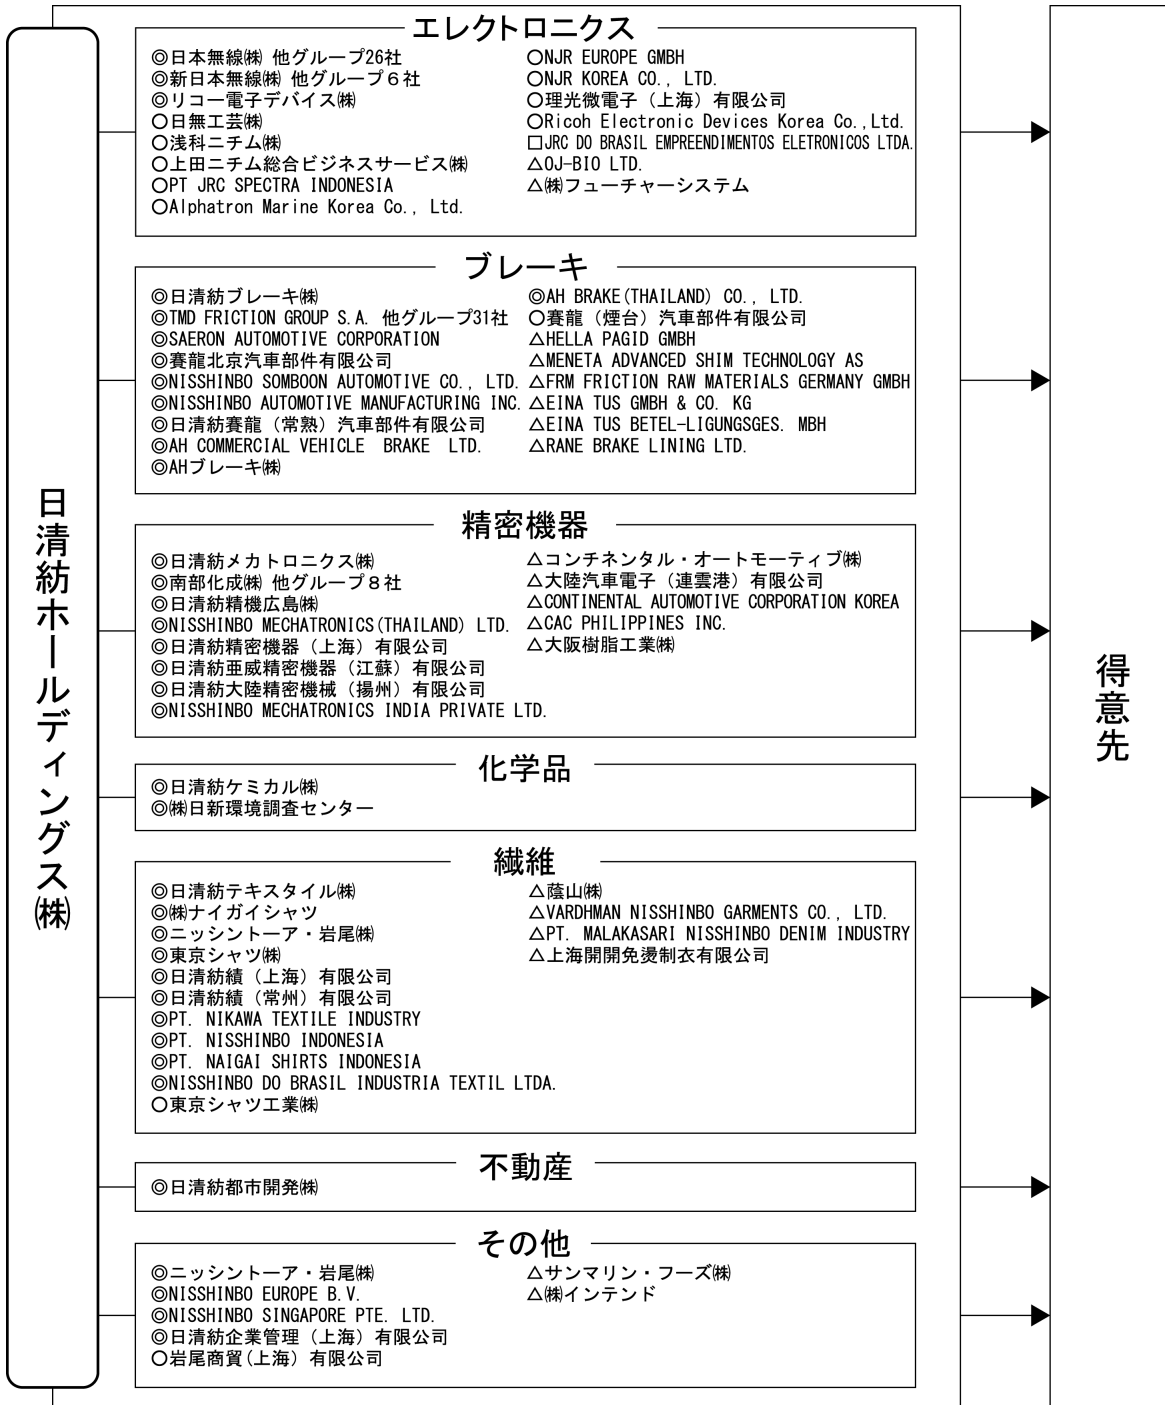 日清紡ホールディングス㈱
エレクトロニクス
◎日本無線㈱ 他グループ26社
◎新日本無線㈱ 他グループ6社
◎リコー電子デバイス㈱
○日無工芸㈱
○浅科ニチム㈱
○上田ニチム総合ビジネスサービス㈱
○PT JRC SPECTRA INDONESIA
○Alphatron Marine Korea Co., Ltd.
○NJR EUROPE GMBH
○NJR KOREA CO., LTD.
○理光微電子（上海）有限公司
○Ricoh Electronic Devices Korea Co.,Ltd.
□JRC DO BRASIL EMPREENDIMENTOS ELETRONICOS LTDA.
△OJ-BIO LTD.
△㈱フューチャーシステム
ブレーキ
◎日清紡ブレーキ㈱
◎TMD FRICTION GROUP S.A. 他グループ31社
◎SAERON AUTOMOTIVE CORPORATION
◎賽龍北京汽車部件有限公司
◎NISSHINBO SOMBOON AUTOMOTIVE CO., LTD.
◎NISSHINBO AUTOMOTIVE MANUFACTURING INC.
◎日清紡賽龍（常熟）汽車部件有限公司
◎AH COMMERCIAL VEHICLE BRAKE LTD.
◎AHブレーキ㈱
◎AH BRAKE(THAILAND) CO., LTD.
○賽龍（煙台）汽車部件有限公司
△HELLA PAGID GMBH
△MENETA ADVANCED SHIM TECHNOLOGY AS
△FRM FRICTION RAW MATERIALS GERMANY GMBH
△EINA TUS GMBH & CO. KG
△EINA TUS BETEL-LIGUNGSGES. MBH
△RANE BRAKE LINING LTD.
精密機器
◎日清紡メカトロニクス㈱
◎南部化成㈱ 他グループ8社
◎日清紡精機広島㈱
◎NISSHINBO MECHATRONICS(THAILAND) LTD.
◎日清紡精密機器（上海）有限公司
◎日清紡亜威精密機器（江蘇）有限公司
◎日清紡大陸精密機械（揚州）有限公司
◎NISSHINBO MECHATRONICS INDIA PRIVATE LTD.
△コンチネンタル・オートモーティブ㈱
△大陸汽車電子（連雲港）有限公司
△CONTINENTAL AUTOMOTIVE CORPORATION KOREA
△CAC PHILIPPINES INC.
△大阪樹脂工業㈱
化学品
◎日清紡ケミカル㈱
◎㈱日新環境調査センター
繊維
◎日清紡テキスタイル㈱
◎㈱ナイガイシャツ
◎ニッシントーア・岩尾㈱
◎東京シャツ㈱
◎日清紡績（上海）有限公司
◎日清紡績（常州）有限公司
◎PT. NIKAWA TEXTILE INDUSTRY
◎PT. NISSHINBO INDONESIA
◎PT. NAIGAI SHIRTS INDONESIA
◎NISSHINBO DO BRASIL INDUSTRIA TEXTIL LTDA.
○東京シャツ工業㈱
△蔭山㈱
△VARDHMAN NISSHINBO GARMENTS CO., LTD.
△PT. MALAKASARI NISSHINBO DENIM INDUSTRY
△上海開開免燙制衣有限公司
不動産
◎日清紡都市開発㈱
その他
◎ニッシントーア・岩尾㈱
◎NISSHINBO EUROPE B.V.
◎NISSHINBO SINGAPORE PTE. LTD.
◎日清紡企業管理（上海）有限公司
○岩尾商貿(上海）有限公司
△サンマリン・フーズ㈱
△㈱インテンド
得意先